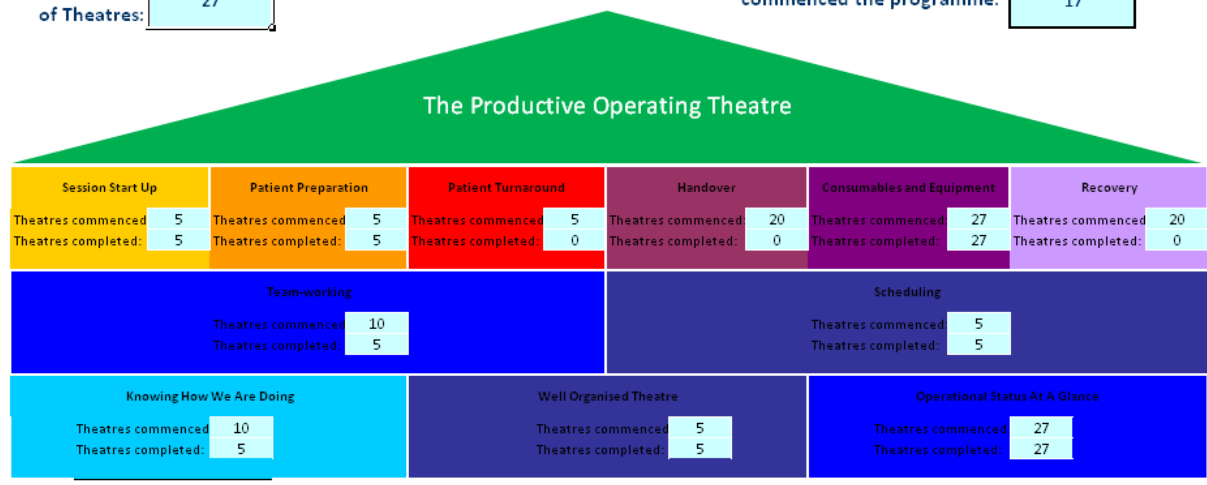 27
of Theatres:
commenced the programme:
17
The Productive Operating Theatre
Session Start Up
Theatres commenced 5
Theatres completed: 5
Patient Preparation
Theatres commenced 5
Theatres completed: 5
Patient Turnaround
Theatres commenced 5
Theatres completed: 0
Handover
Theatres commenced: 20
Theatres completed: 0
Consumables and Equipment
Theatres commenced: 27
Theatres completed: 27
Recovery
Theatres commenced 20
Theatres completed: 0
Team-working
Theatres commenced 10
Theatres completed: 5
Scheduling
Theatres commenced: 5
Theatres completed: 5
Knowing How We Are Doing
Theatres commenced 10
Theatres completed: 5
Well Organised Theatre
Theatres commenced 5
Theatres completed: 5
Operational Status At A Glance
Theatres commenced 27
Theatres completed: 27